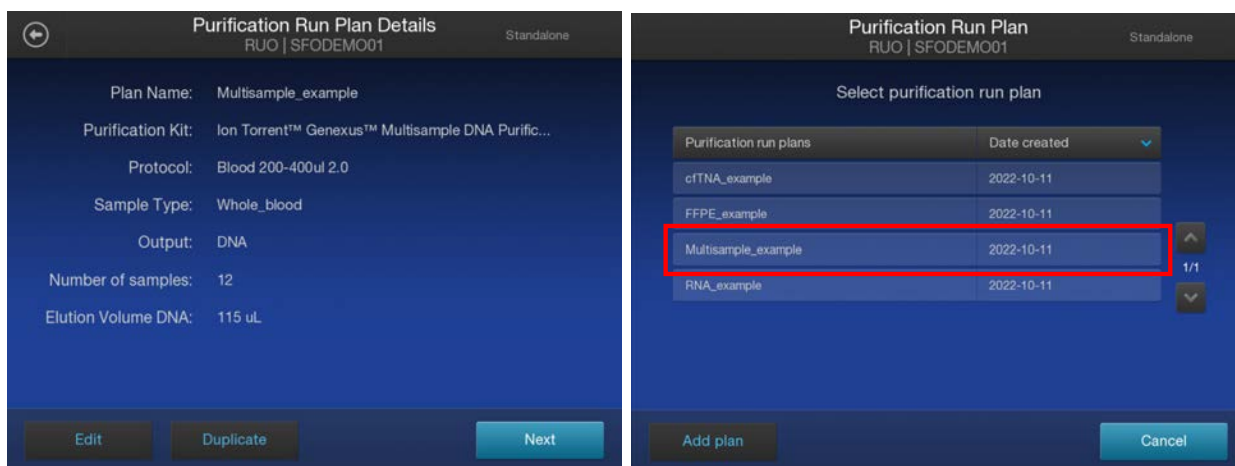 Purification Run Plan Details
RUO | SFODEMO01
Standalone
Plan Name: Multisample_example
Purification Kit: Ion Torrent™ Genexus™ Multisample DNA Purific...
Protocol: Blood 200-400ul 2.0
Sample Type: Whole_blood
Output: DNA
Number of samples: 12
Elution Volume DNA: 115 uL
Edit
Duplicate
Next
Purification Run Plan
RUO | SFODEMO01
Standalone
Select purification run plan
Purification run plans Date created
cfTNA_example 2022-10-11
FFPE_example 2022-10-11
Multisample_example 2022-10-11
RNA_example 2022-10-11
1/1
Add plan
Cancel